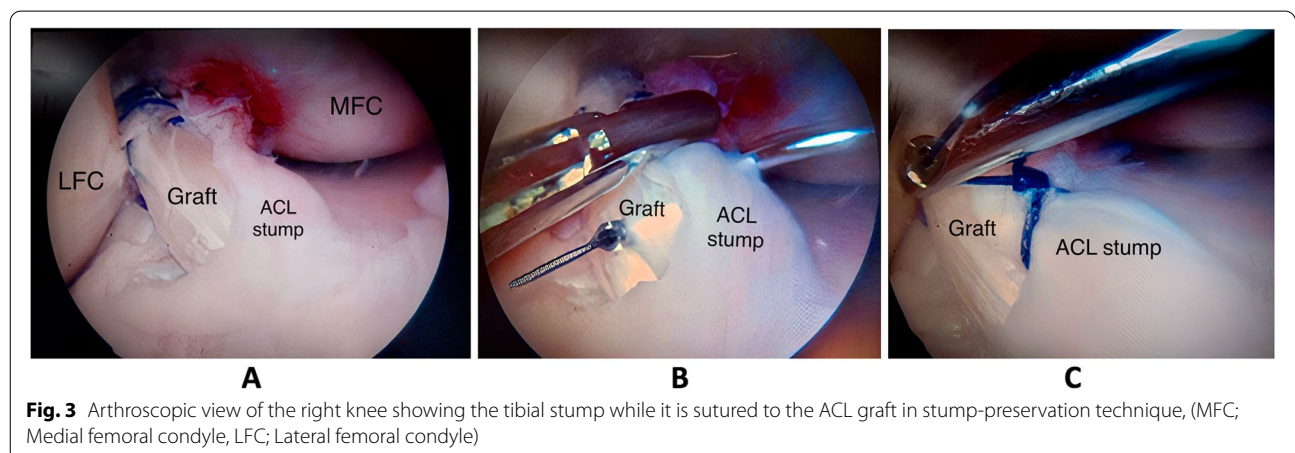 MFC
LFC
Graft
ACL
stump
Graft
ACL
stump
Graft
ACL stump
A
B
C
Fig. 3 Arthroscopic view of the right knee showing the tibial stump while it is sutured to the ACL graft in stump-preservation technique, (MFC;
Medial femoral condyle, LFC; Lateral femoral condyle)